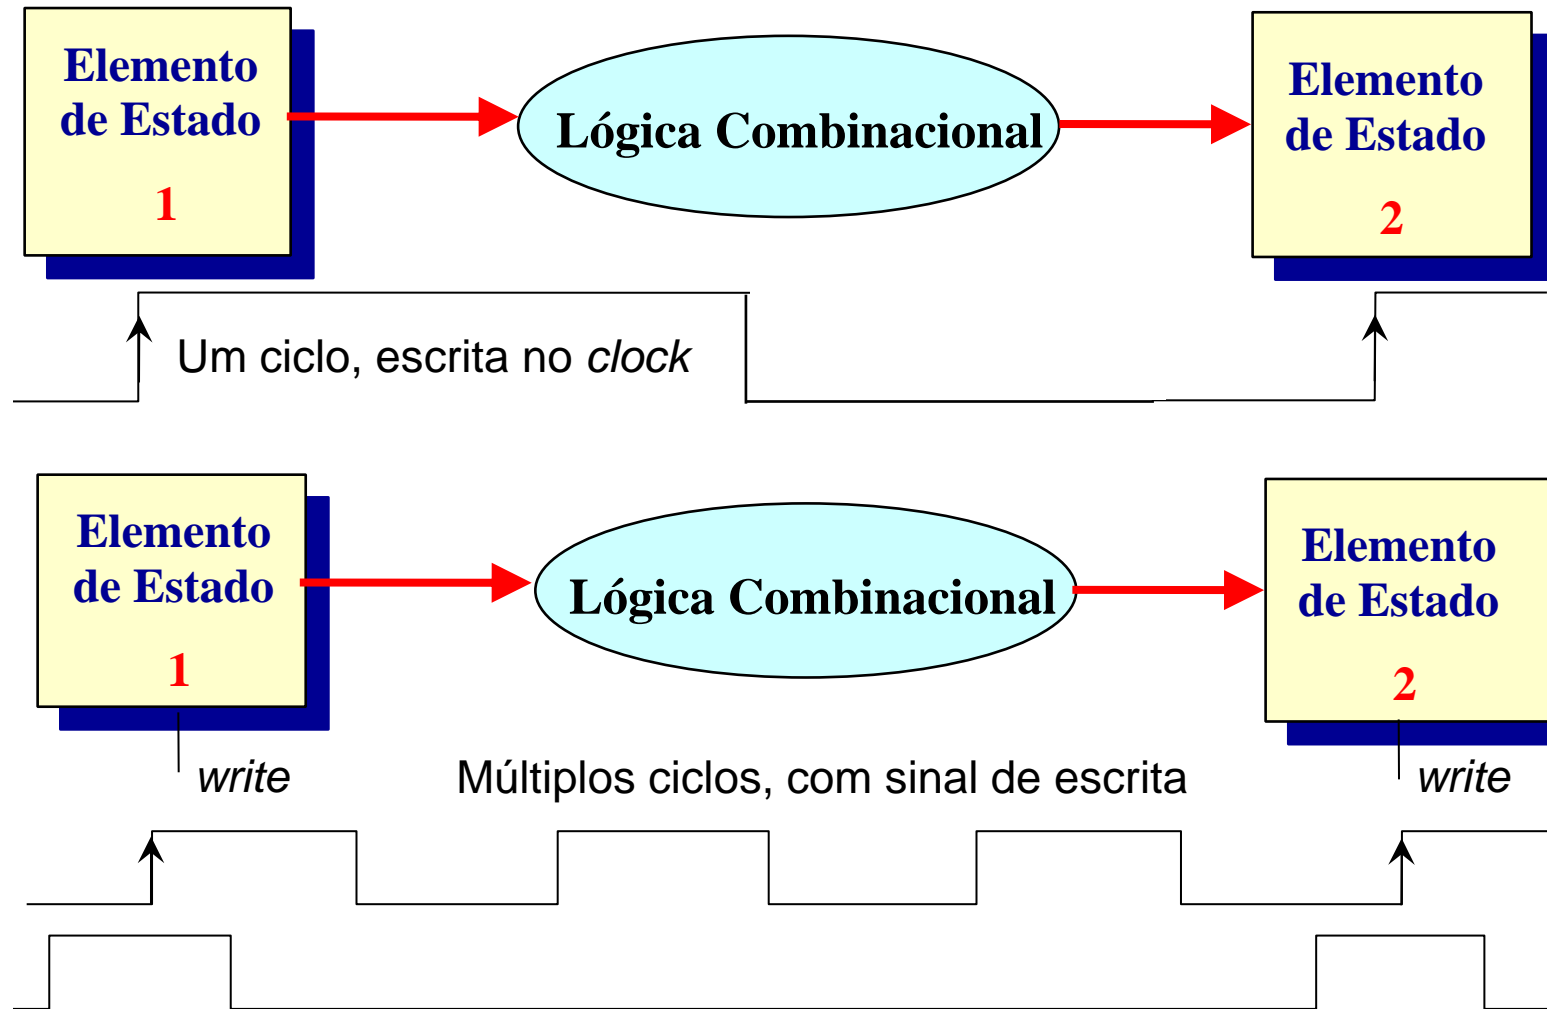 Elemento
de Estado
1
Lógica Combinacional
Elemento
de Estado
2
Um ciclo, escrita no clock
Elemento
de Estado
1
Lógica Combinacional
Elemento
de Estado
2
write
Múltiplos ciclos, com sinal de escrita
write